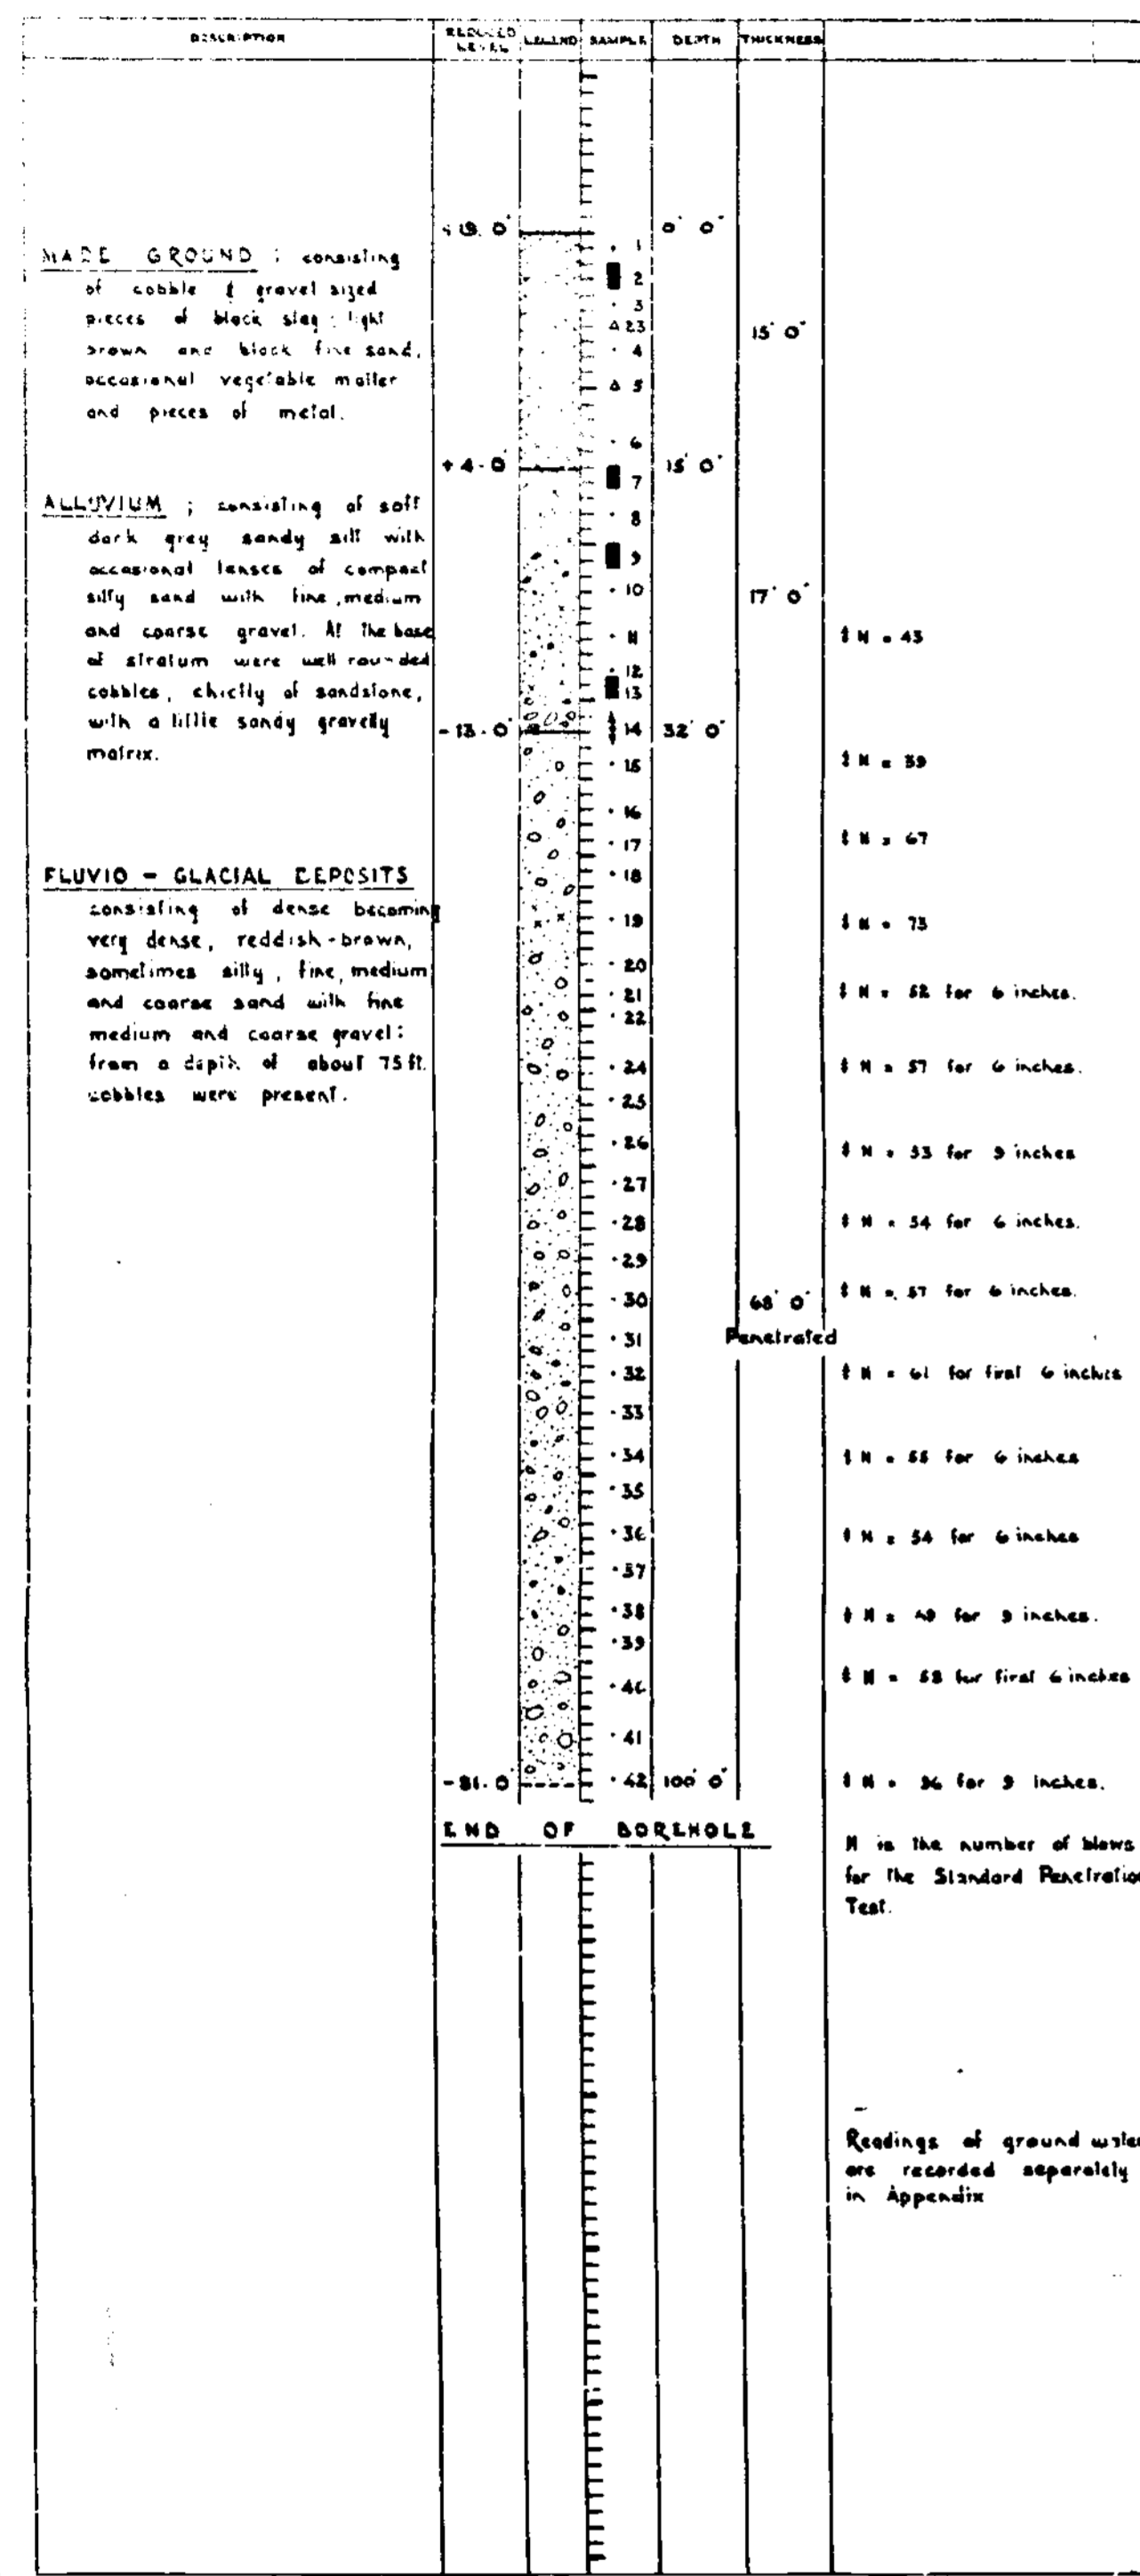 DESCRIPTION REDUCED LEVEL LEGEND SAMPLE DEPTH THICKNESS
+19.0' 0' 0"
MADE GROUND ; consisting
of cobble & gravel sized
pieces of black slag; light
brown and black fine sand,
occasional vegetable matter
and pieces of metal.
1
2
3
23
4
5
6
15' 0"
+4.0' 15' 0"
ALLUVIUM ; consisting of soft
dark grey sandy silt with
occasional lenses of compact
silty sand with fine, medium
and coarse gravel. At the base
of stratum were well rounded
cobbles, chiefly of sandstone,
with a little sandy gravelly
matrix.
7
8
9
10
11
12
13
14
17' 0"
N = 43
-13.0' 32' 0"
FLUVIO - GLACIAL DEPOSITS
consisting of dense becoming
very dense, reddish-brown,
sometimes silty, fine, medium
and coarse sand with fine
medium and coarse gravel:
from a depth of about 75 ft.
cobbles were present.
15
16
17
18
19
20
21
22
24
25
26
27
28
29
30
31
32
33
34
35
36
37
38
39
40
41
42
68' 0"
Penetrated
N = 39
N = 67
N = 73
N = 52 for 6 inches.
N = 57 for 6 inches.
N = 53 for 9 inches
N = 54 for 6 inches.
N = 57 for 6 inches.
N = 61 for first 6 inches
N = 55 for 6 inches
N = 54 for 6 inches
N = for 9 inches.
N = 58 for first 6 inches
N = for 9 inches.
-81.0' 100' 0"
END OF BOREHOLE
N is the number of blows
for the Standard Penetration
Test.
Readings of ground water
are recorded separately
in Appendix